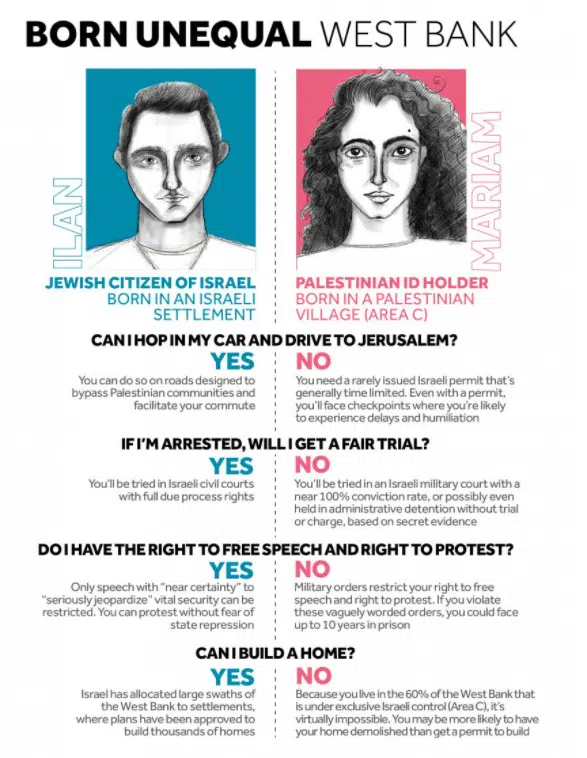 BORN UNEQUAL WEST BANK
ILAN
MARIAM
JEWISH CITIZEN OF ISRAEL
BORN IN AN ISRAELI
SETTLEMENT
PALESTINIAN ID HOLDER
BORN IN A PALESTINIAN
VILLAGE (AREA C)
CAN I HOP IN MY CAR AND DRIVE TO JERUSALEM?
YES
You can do so on roads designed to
bypass Palestinian communities and
facilitate your commute
NO
You need a rarely issued Israeli permit that's
generally time limited. Even with a permit,
you'll face checkpoints where you're likely
to experience delays and humiliation
IF I'M ARRESTED, WILL I GET A FAIR TRIAL?
YES
You'll be tried in Israeli civil courts
with full due process rights
NO
You'll be tried in an Israeli military court with a
near 100% conviction rate, or possibly even
held in administrative detention without trial
or charge, based on secret evidence
DO I HAVE THE RIGHT TO FREE SPEECH AND RIGHT TO PROTEST?
YES
Only speech with "near certainty" to
"seriously jeopardize" vital security can be
restricted. You can protest without fear of
state repression
NO
Military orders restrict your right to free
speech and right to protest. If you violate
these vaguely worded orders, you could face
up to 10 years in prison
CAN I BUILD A HOME?
YES
Israel has allocated large swaths of
the West Bank to settlements,
where plans have been approved to
build thousands of homes
NO
Because you live in the 60% of the West Bank that
is under exclusive Israeli control (Area C), it's
virtually impossible. You may be more likely to have
your home demolished than get a permit to build